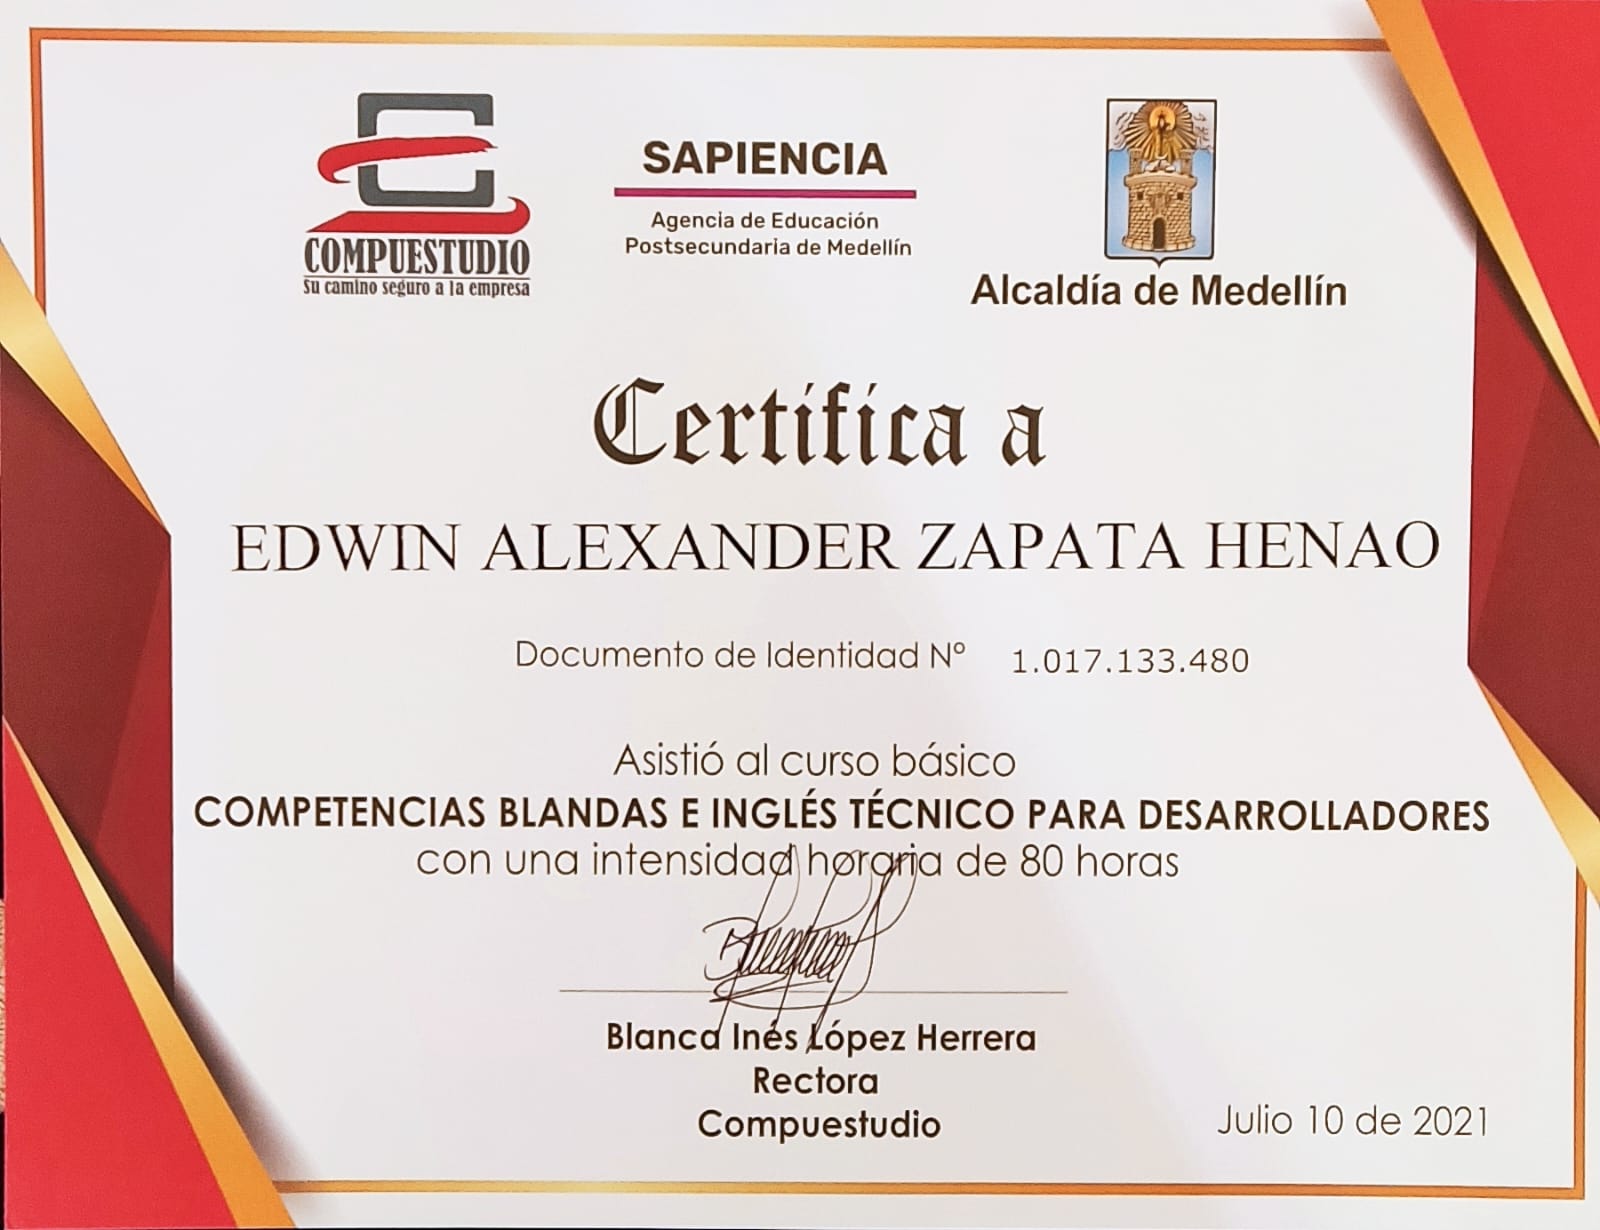 COMPUESTUDIO
Su camino seguro a la empresa
SAPIENCIA
Agencia de Educación
Postsecundaria de Medellín
Alcaldía de Medellín
Certifica a
EDWIN ALEXANDER ZAPATA HENAO
Documento de Identidad Nº 1.017.133.480
Asistió al curso básico
COMPETENCIAS BLANDAS E INGLÉS TÉCNICO PARA DESARROLLADORES
con una intensidad horaria de 80 horas
Blanca Inés López Herrera
Rectora
Compuestudio
Julio 10 de 2021